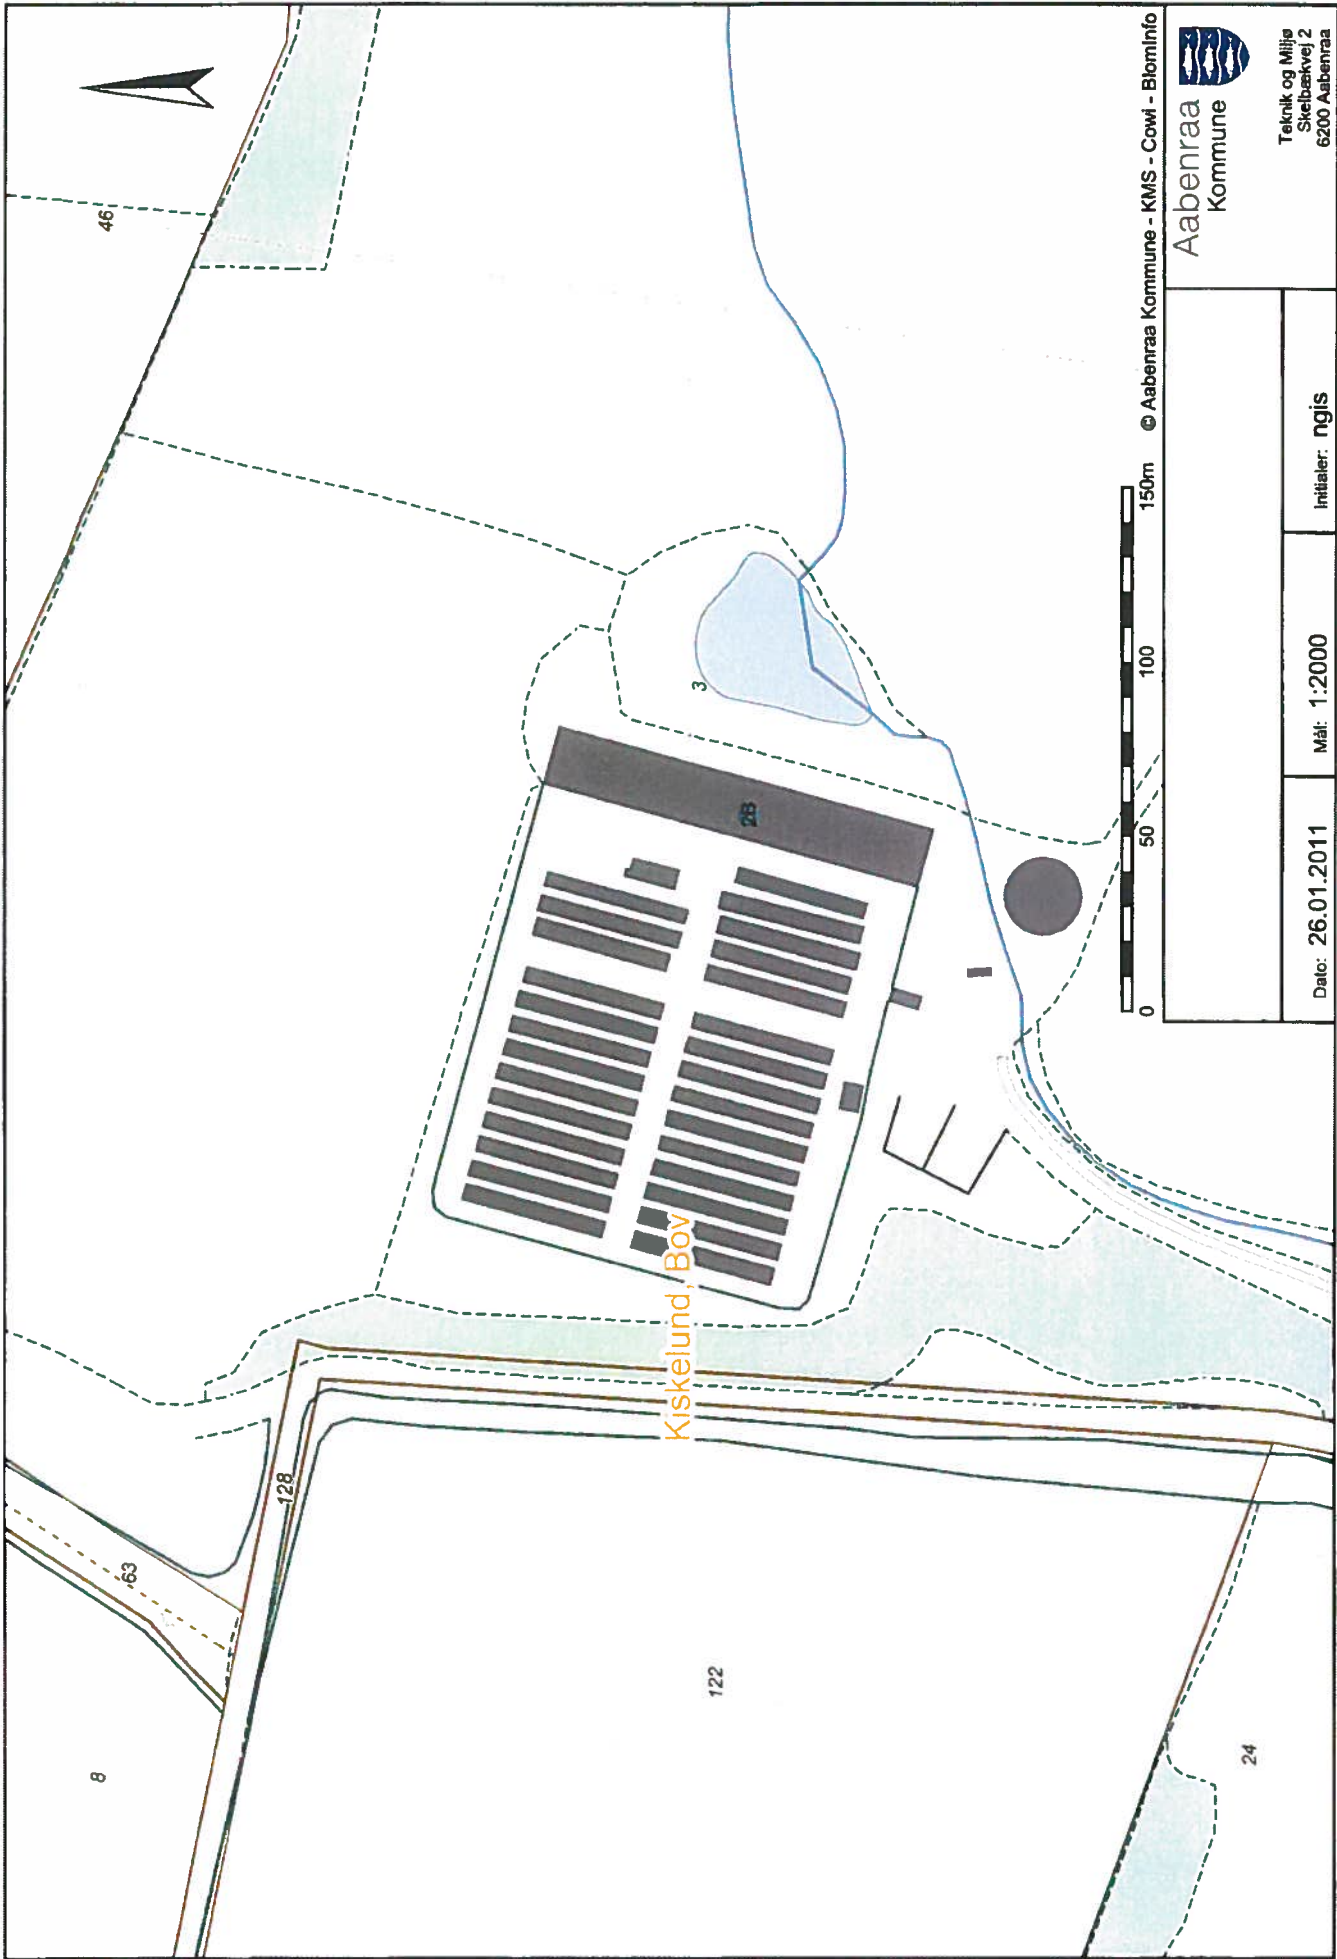 46
63
128
8
Kiskelund, Bov
3
2B
122
24
0 50 100 150m
© Aabenraa Kommune - KMS - Cowi - BlomInfo
Aabenraa
Kommune
Teknik og Miljø
Skelbækvej 2
6200 Aabenraa
Dato: 26.01.2011
Mål: 1:2000
Initialer: ngis